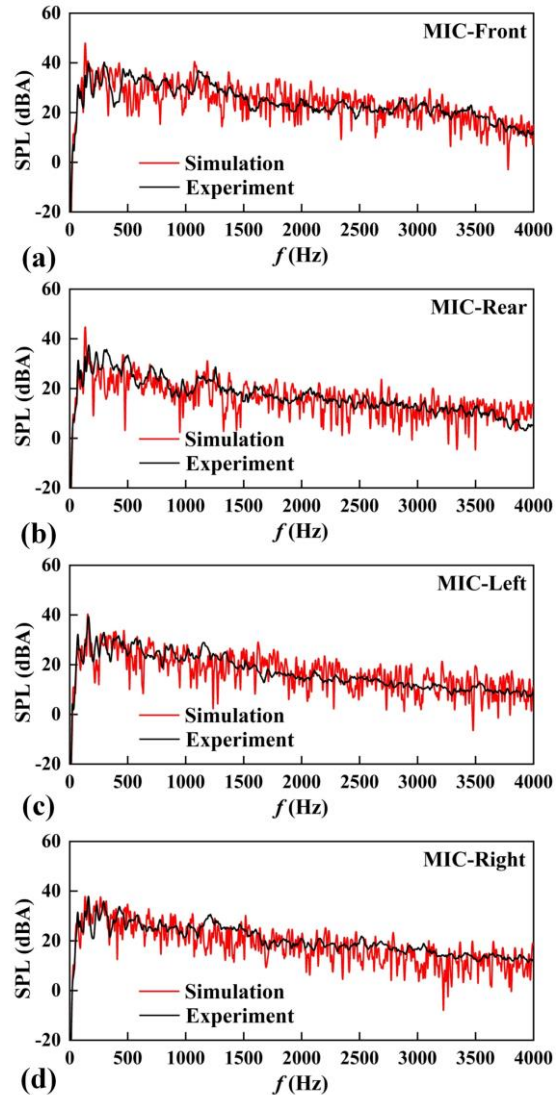 60
MIC-Front
40
20
0
-20
SPL (dBA)
Simulation
Experiment
0 500 1000 1500 2000 2500 3000 3500 4000
(a)
f (Hz)
60
MIC-Rear
40
20
0
-20
SPL (dBA)
Simulation
Experiment
0 500 1000 1500 2000 2500 3000 3500 4000
(b)
f (Hz)
60
MIC-Left
40
20
0
-20
SPL (dBA)
Simulation
Experiment
0 500 1000 1500 2000 2500 3000 3500 4000
(c)
f (Hz)
60
MIC-Right
40
20
0
-20
SPL (dBA)
Simulation
Experiment
0 500 1000 1500 2000 2500 3000 3500 4000
(d)
f (Hz)